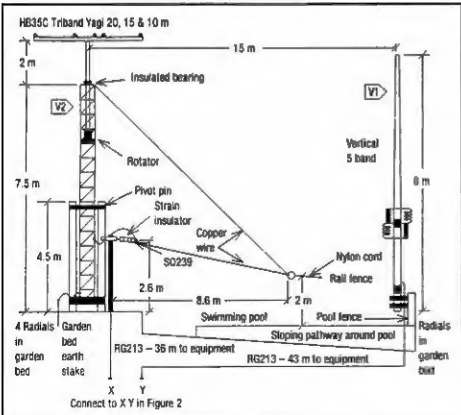 HB35C Triband Yagi 20, 15 & 10 m
15 m
2 m
Insulated bearing
V2
V1
Vertical
5 band
Rotator
7.5 m
8 m
Pivot pin
Strain
insulator
Copper
wire
4.5 m
SO239
Nylon cord
Rail fence
2.6 m
8.6 m
2 m
Swimming pool
Pool fence
Sloping pathway around pool
4 Radials
in
garden
bed
Garden
bed
earth
stake
RG213 – 36 m to equipment
RG213 – 43 m to equipment
Radials
in
garden
bed
X
Y
Connect to X Y in Figure 2